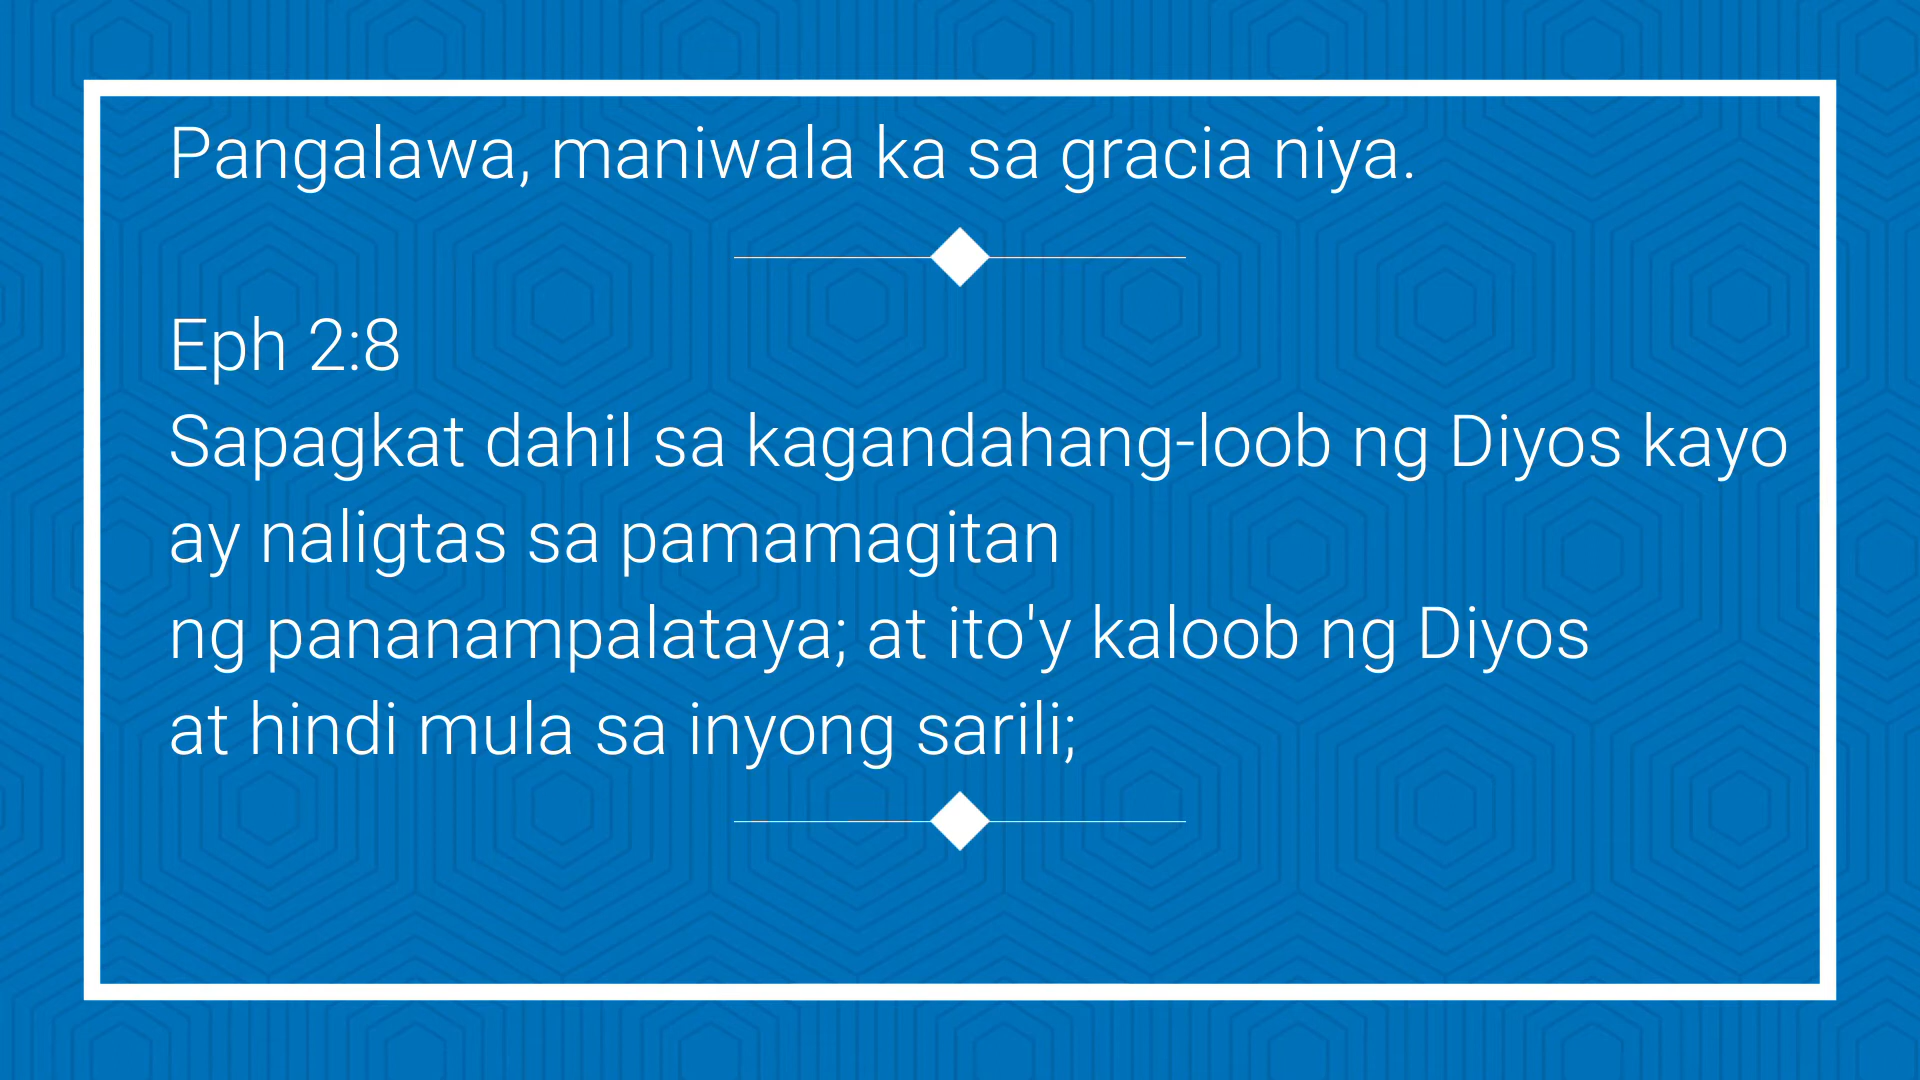 Pangalawa, maniwala ka sa gracia niya.
Eph 2:8
Sapagkat dahil sa kagandahang-loob ng Diyos kayo
ay naligtas sa pamamagitan
ng pananampalataya; at ito'y kaloob ng Diyos
at hindi mula sa inyong sarili;